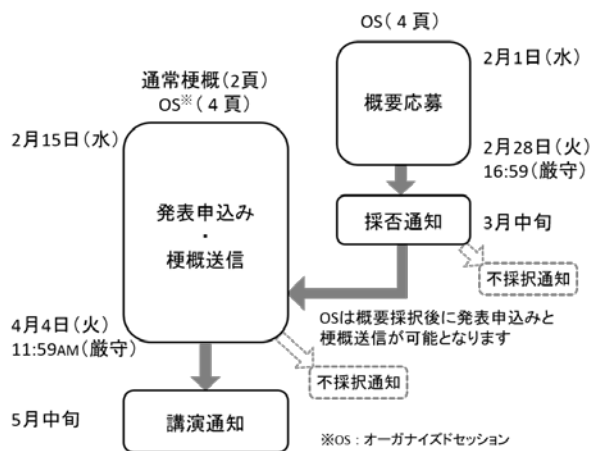 OS(4頁)
2月1日(水)
概要応募
2月28日(火)
16:59(厳守)
採否通知
3月中旬
不採択通知
OSは概要採択後に発表申込みと
梗概送信が可能となります
通常梗概(2頁)
OS※(4頁)
2月15日(水)
発表申込み
・
梗概送信
4月4日(火)
11:59AM(厳守)
不採択通知
5月中旬
講演通知
※OS:オーガナイズドセッション